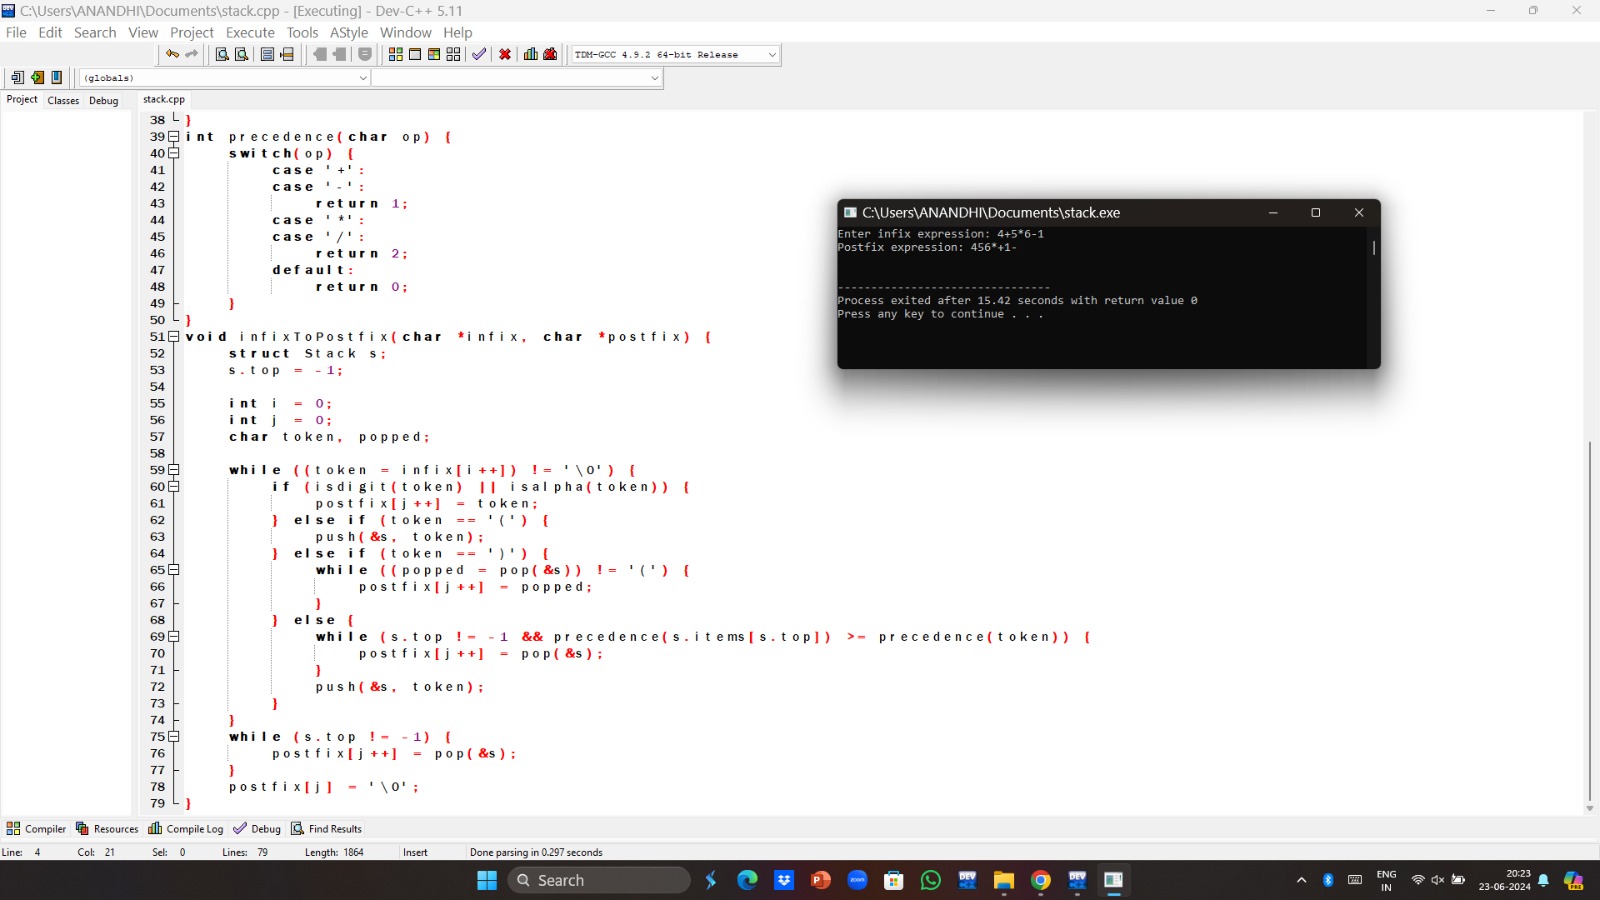 C:\Users\ANANDHI\Documents\stack.cpp - [Executing] - Dev-C++ 5.11
File Edit Search View Project Execute Tools AStyle Window Help
TDM-GCC 4.9.2 64-bit Release
(globals)
Project Classes Debug stack.cpp
38 }
39 int precedence(char op) {
40 switch(op) {
41 case '+':
42 case '-':
43 return 1;
44 case '*':
45 case '/':
46 return 2;
47 default:
48 return 0;
49 }
50 }
51 void infixToPostfix(char *infix, char *postfix) {
52 struct Stack s;
53 s.top = -1;
54
55 int i = 0;
56 int j = 0;
57 char token, popped;
58
59 while ((token = infix[i++]) != '\0') {
60 if (isdigit(token) || isalpha(token)) {
61 postfix[j++] = token;
62 } else if (token == '(') {
63 push(&s, token);
64 } else if (token == ')') {
65 while ((popped = pop(&s)) != '(') {
66 postfix[j++] = popped;
67 }
68 } else {
69 while (s.top != -1 && precedence(s.items[s.top]) >= precedence(token)) {
70 postfix[j++] = pop(&s);
71 }
72 push(&s, token);
73 }
74 }
75 while (s.top != -1) {
76 postfix[j++] = pop(&s);
77 }
78 postfix[j] = '\0';
79 }
C:\Users\ANANDHI\Documents\stack.exe
Enter infix expression: 4+5*6-1
Postfix expression: 456*+1-
--------------------------------
Process exited after 15.42 seconds with return value 0
Press any key to continue . . .
Compiler Resources Compile Log Debug Find Results
Line: 4 Col: 21 Sel: 0 Lines: 79 Length: 1864 Insert Done parsing in 0.297 seconds
Search
zoom
DEV
DEV
ENG
IN
20:23
23-06-2024
PRE